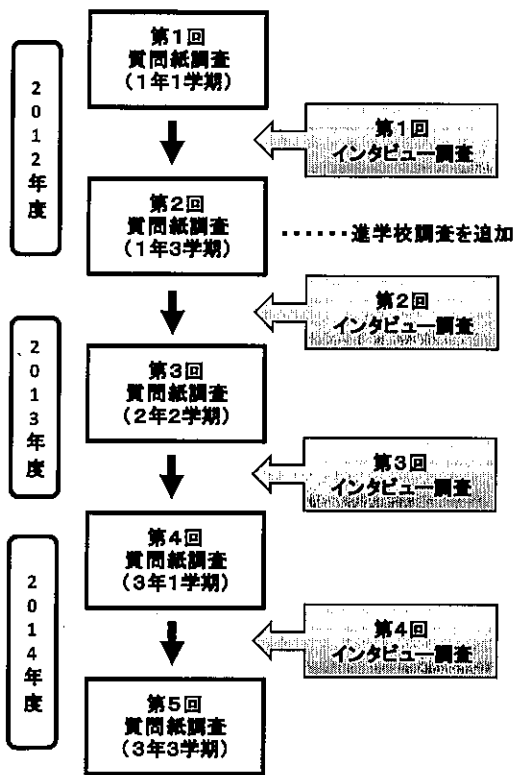 2012年度
第1回
質問紙調査
(1年1学期)
第1回
インタビュー調査
第2回
質問紙調査
(1年3学期)
……進学校調査を追加
第2回
インタビュー調査
2013年度
第3回
質問紙調査
(2年2学期)
第3回
インタビュー調査
2014年度
第4回
質問紙調査
(3年1学期)
第4回
インタビュー調査
第5回
質問紙調査
(3年3学期)